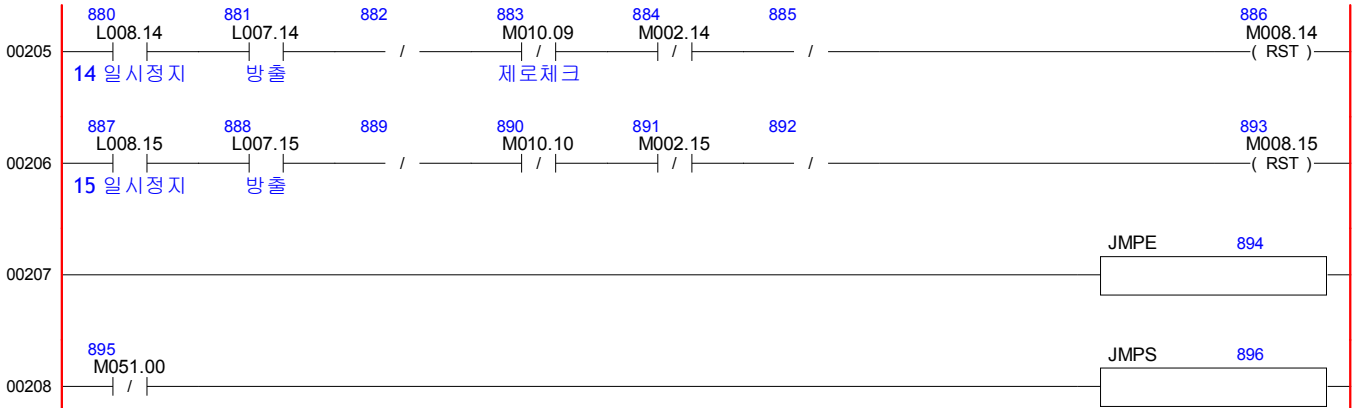 880 881 882 883 884 885 886
L008.14 L007.14 M010.09 M002.14 M008.14
00205 / / / / ( RST )
14 일시정지 방출 제로체크
887 888 889 890 891 892 893
L008.15 L007.15 M010.10 M002.15 M008.15
00206 / / / / ( RST )
15 일시정지 방출
JMPE 894
00207
895
M051.00 JMPS 896
00208 /